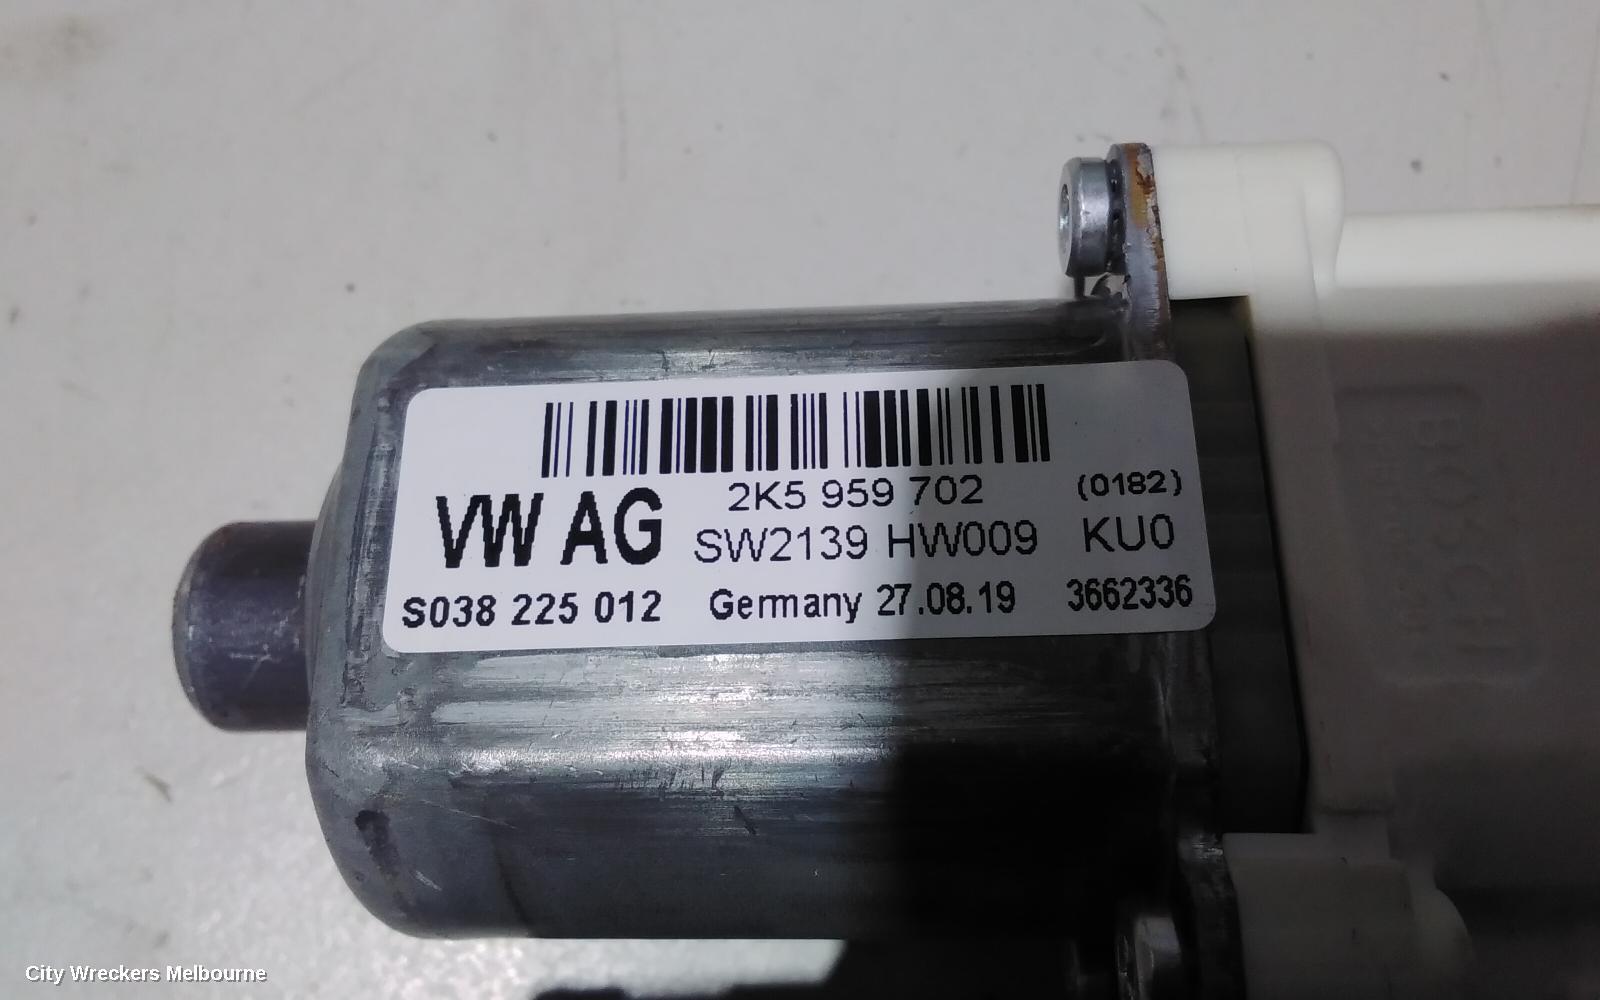 2K5 959 702 (0182)
VW AG SW2139 HW009 KU0
S038 225 012 Germany 27.08.19 3662336
BOSCH
City Wreckers Melbourne